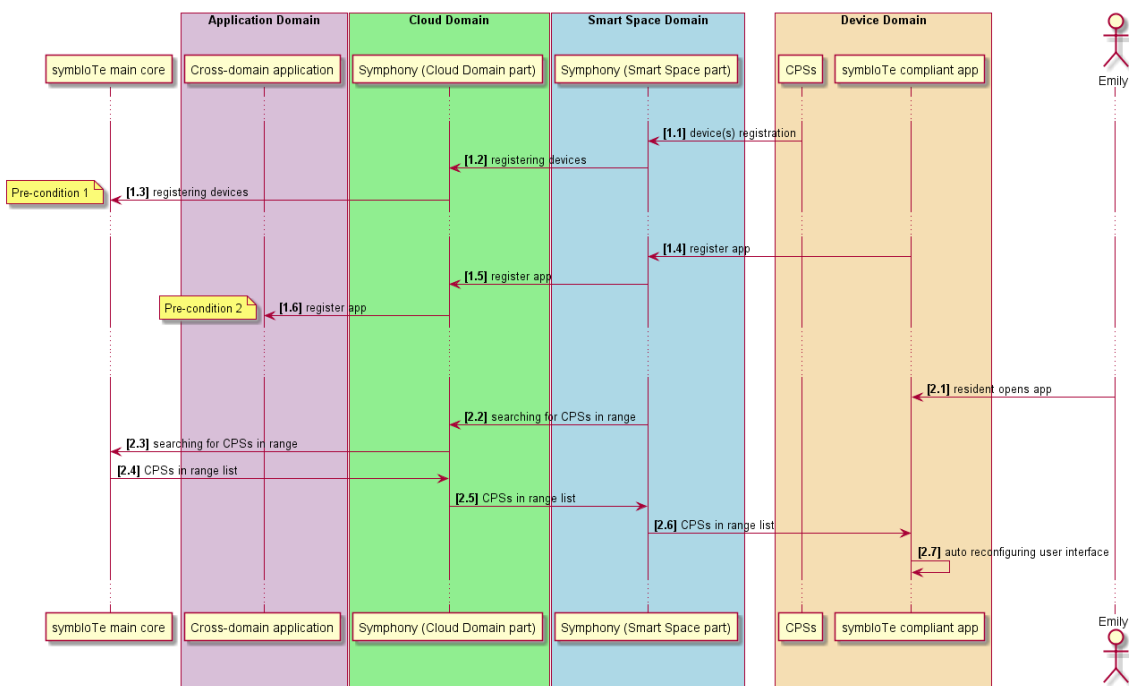 Application Domain
Cloud Domain
Smart Space Domain
Device Domain
symbIoTe main core
Cross-domain application
Symphony (Cloud Domain part)
Symphony (Smart Space part)
CPSs
symbIoTe compliant app
Emily
[1.1] device(s) registration
[1.2] registering devices
Pre-condition 1
[1.3] registering devices
[1.4] register app
[1.5] register app
Pre-condition 2
[1.6] register app
[2.1] resident opens app
[2.2] searching for CPSs in range
[2.3] searching for CPSs in range
[2.4] CPSs in range list
[2.5] CPSs in range list
[2.6] CPSs in range list
[2.7] auto reconfiguring user interface
symbIoTe main core
Cross-domain application
Symphony (Cloud Domain part)
Symphony (Smart Space part)
CPSs
symbIoTe compliant app
Emily